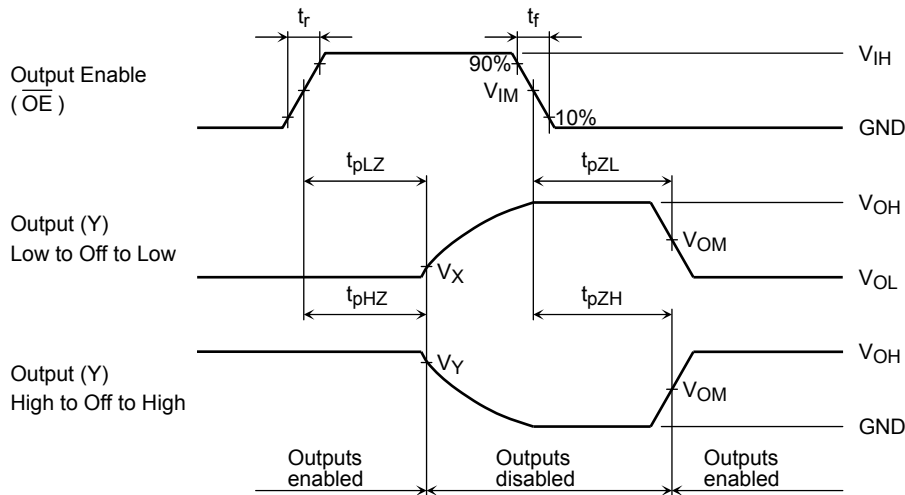 tr
tf
Output Enable
( OE )
90%
VIM
10%
VIH
GND
tpLZ
tpZL
Output (Y)
Low to Off to Low
VX
VOM
VOH
VOL
tpHZ
tpZH
Output (Y)
High to Off to High
VY
VOM
VOH
GND
Outputs
enabled
Outputs
disabled
Outputs
enabled